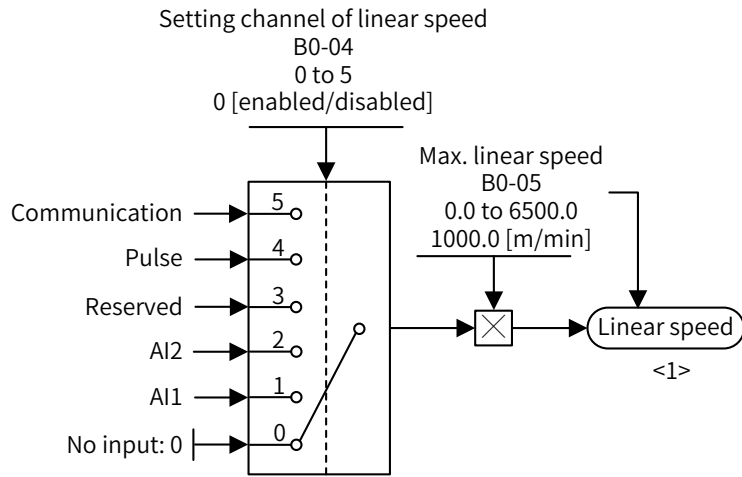 Setting channel of linear speed
B0-04
0 to 5
0 [enabled/disabled]
Max. linear speed
B0-05
0.0 to 6500.0
1000.0 [m/min]
Communication
5
Pulse
4
Reserved
3
AI2
2
AI1
1
No input: 0
0
Linear speed
<1>